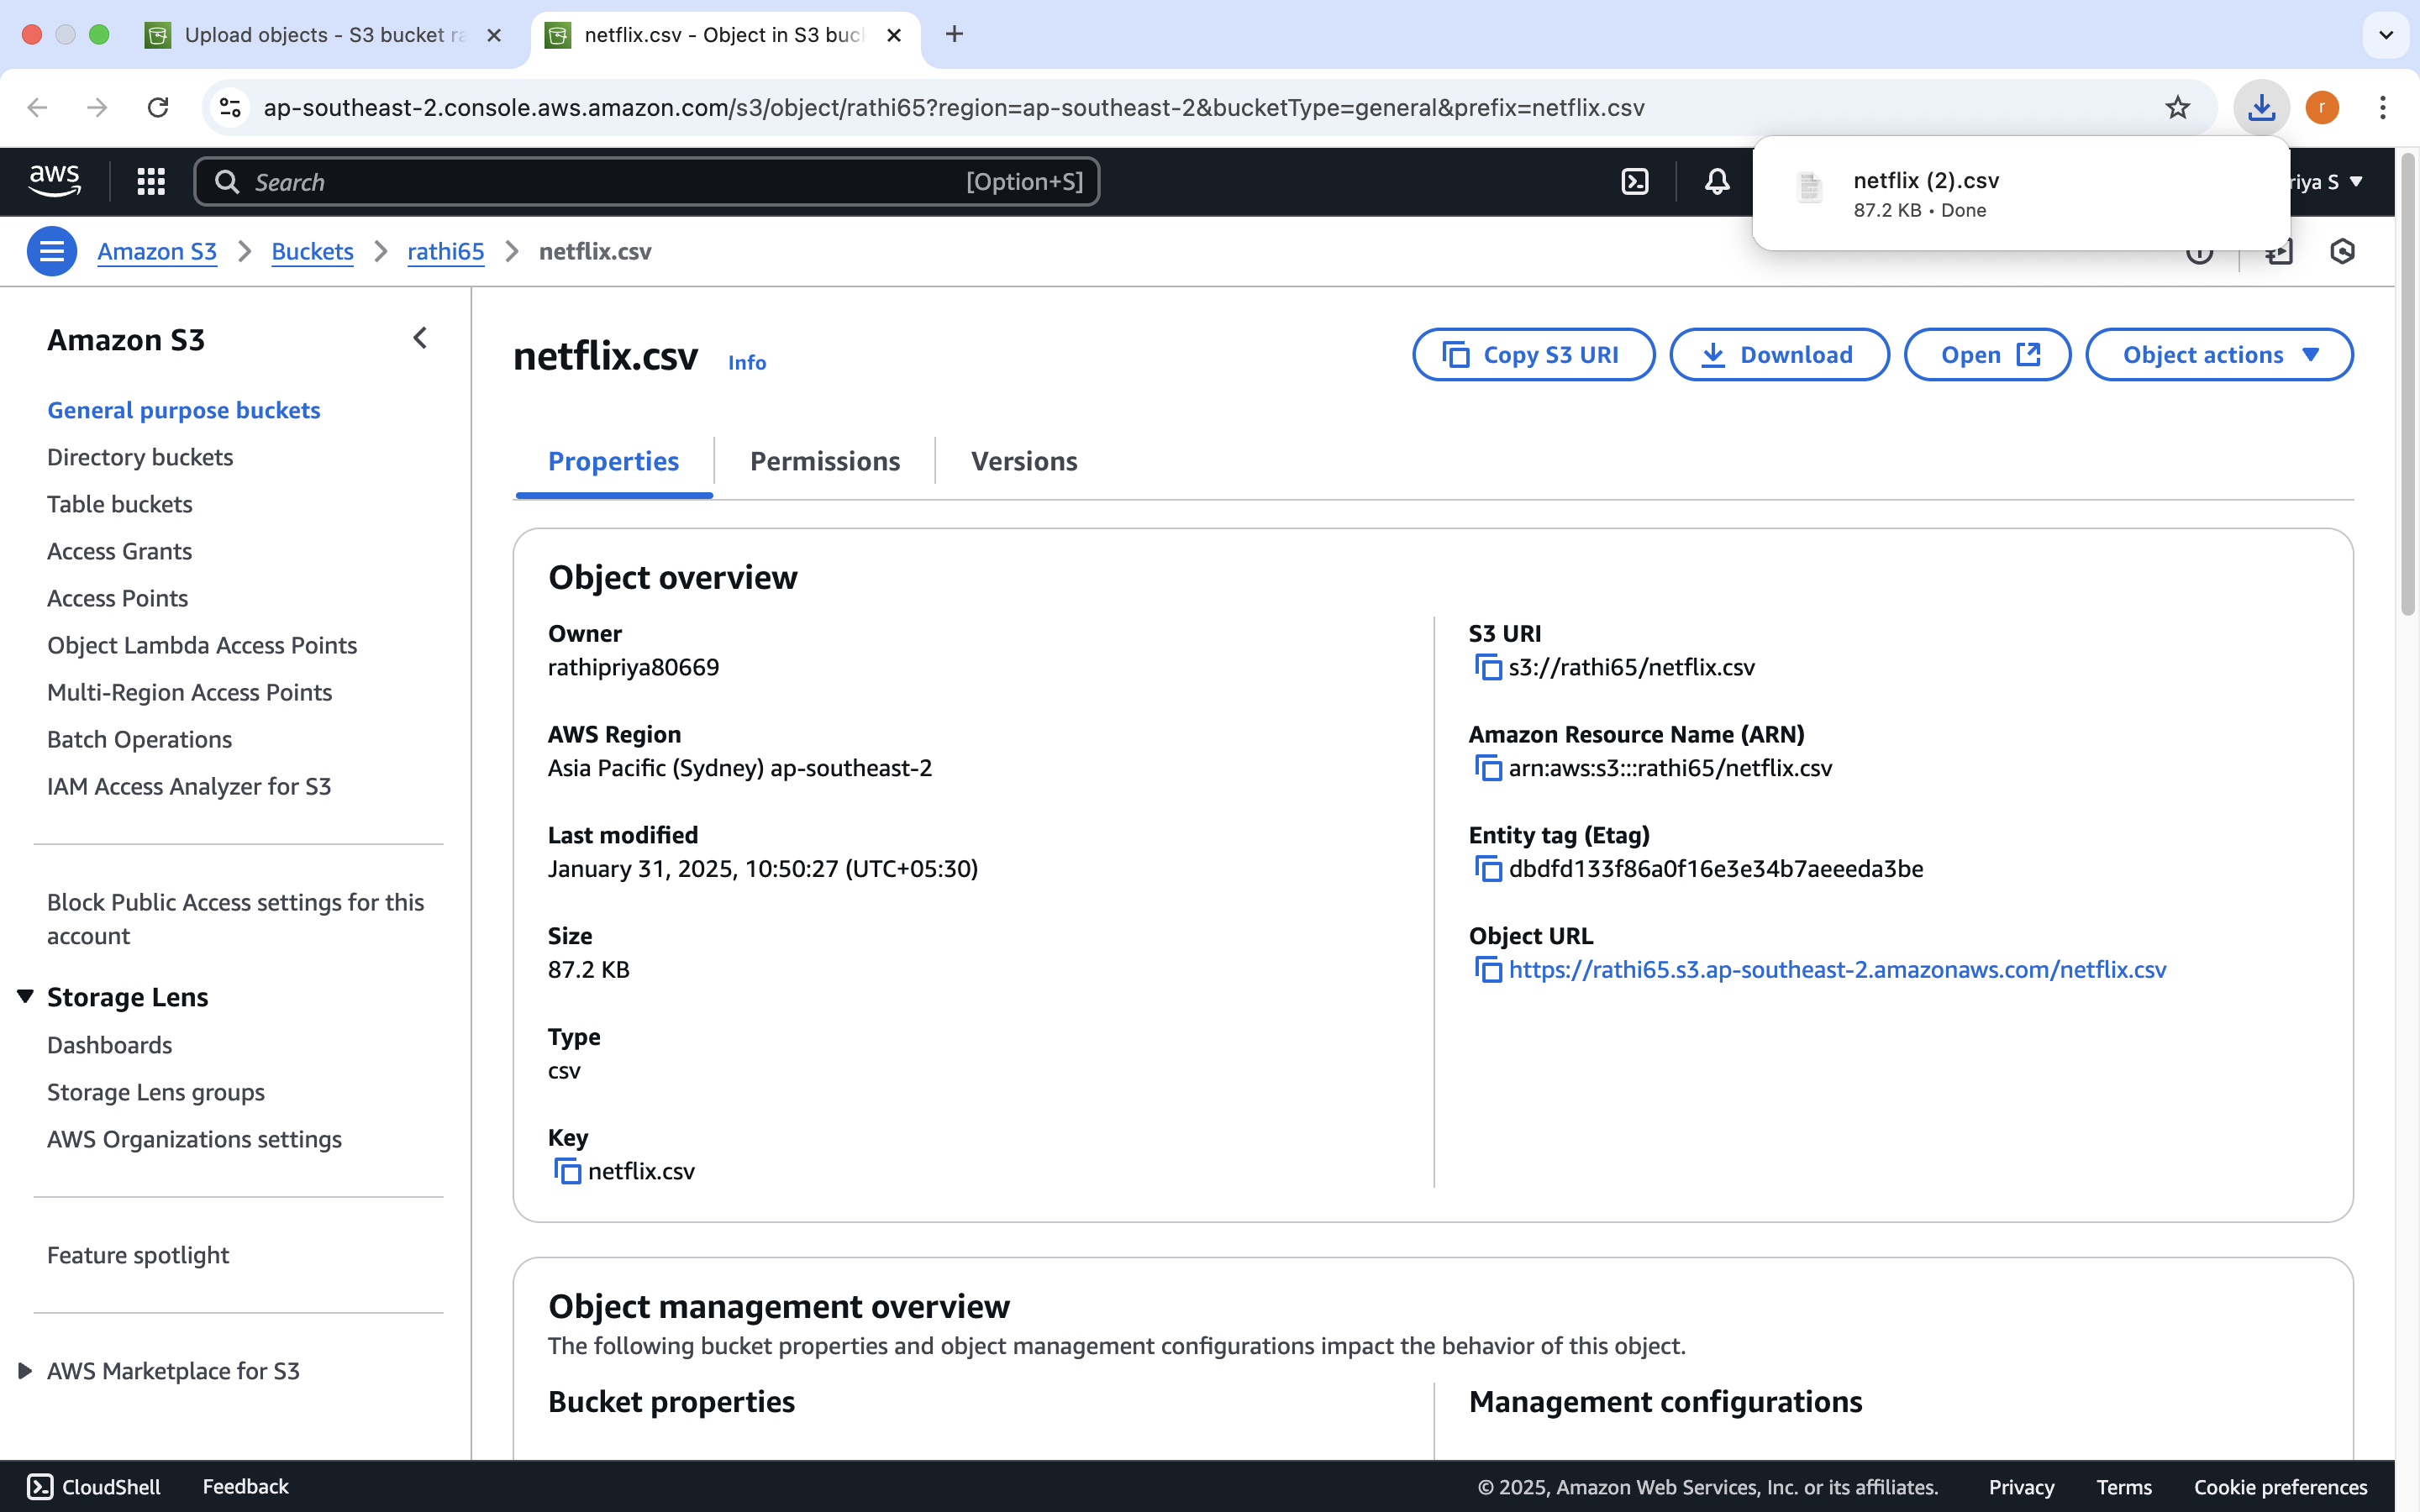 Upload objects - S3 bucket ra
netflix.csv - Object in S3 buc
ap-southeast-2.console.aws.amazon.com/s3/object/rathi65?region=ap-southeast-2&bucketType=general&prefix=netflix.csv
r
netflix (2).csv
87.2 KB • Done
aws
Search
[Option+S]
riya S
Amazon S3
Buckets
rathi65
netflix.csv
Amazon S3
General purpose buckets
Directory buckets
Table buckets
Access Grants
Access Points
Object Lambda Access Points
Multi-Region Access Points
Batch Operations
IAM Access Analyzer for S3
Block Public Access settings for this
account
Storage Lens
Dashboards
Storage Lens groups
AWS Organizations settings
Feature spotlight
AWS Marketplace for S3
netflix.csv Info
Copy S3 URI
Download
Open
Object actions
Properties
Permissions
Versions
Object overview
Owner
rathipriya80669
AWS Region
Asia Pacific (Sydney) ap-southeast-2
Last modified
January 31, 2025, 10:50:27 (UTC+05:30)
Size
87.2 KB
Type
csv
Key
netflix.csv
S3 URI
s3://rathi65/netflix.csv
Amazon Resource Name (ARN)
arn:aws:s3:::rathi65/netflix.csv
Entity tag (Etag)
dbdfd133f86a0f16e3e34b7aeeeda3be
Object URL
https://rathi65.s3.ap-southeast-2.amazonaws.com/netflix.csv
Object management overview
The following bucket properties and object management configurations impact the behavior of this object.
Bucket properties
Management configurations
CloudShell
Feedback
© 2025, Amazon Web Services, Inc. or its affiliates.
Privacy
Terms
Cookie preferences